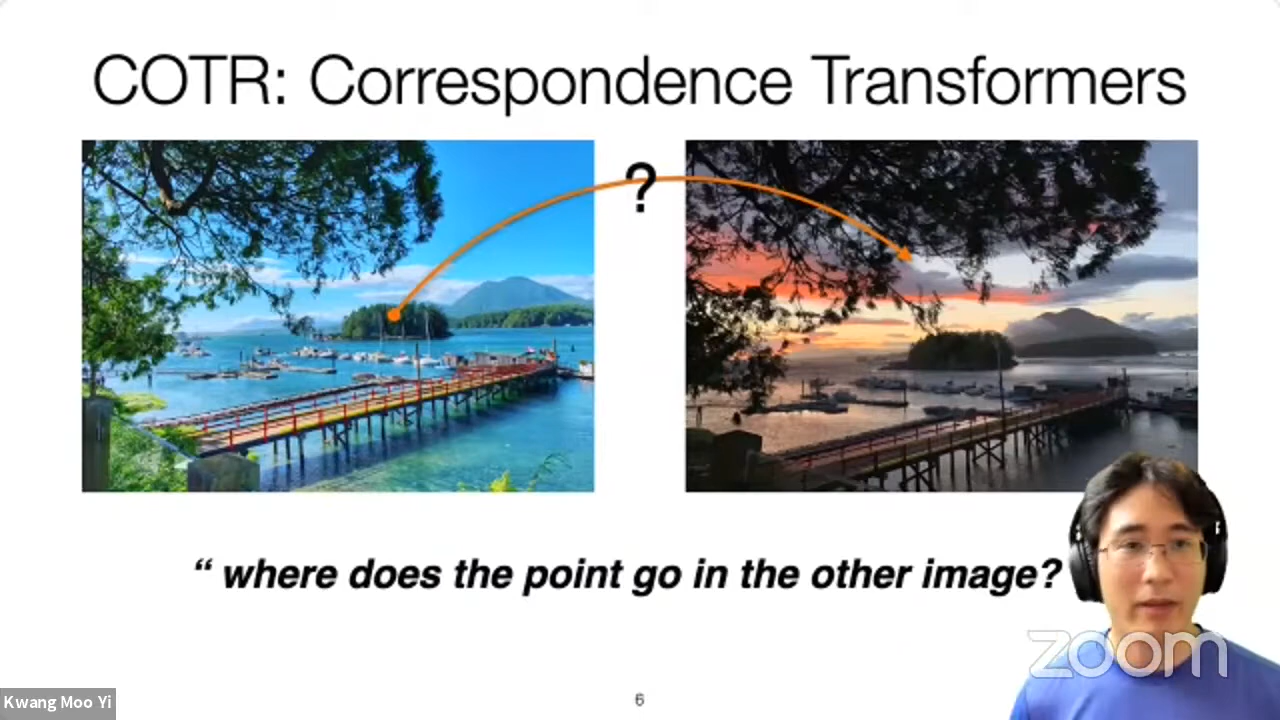 COTR: Correspondence Transformers
?
“ where does the point go in the other image?
zoom
Kwang Moo Yi
6